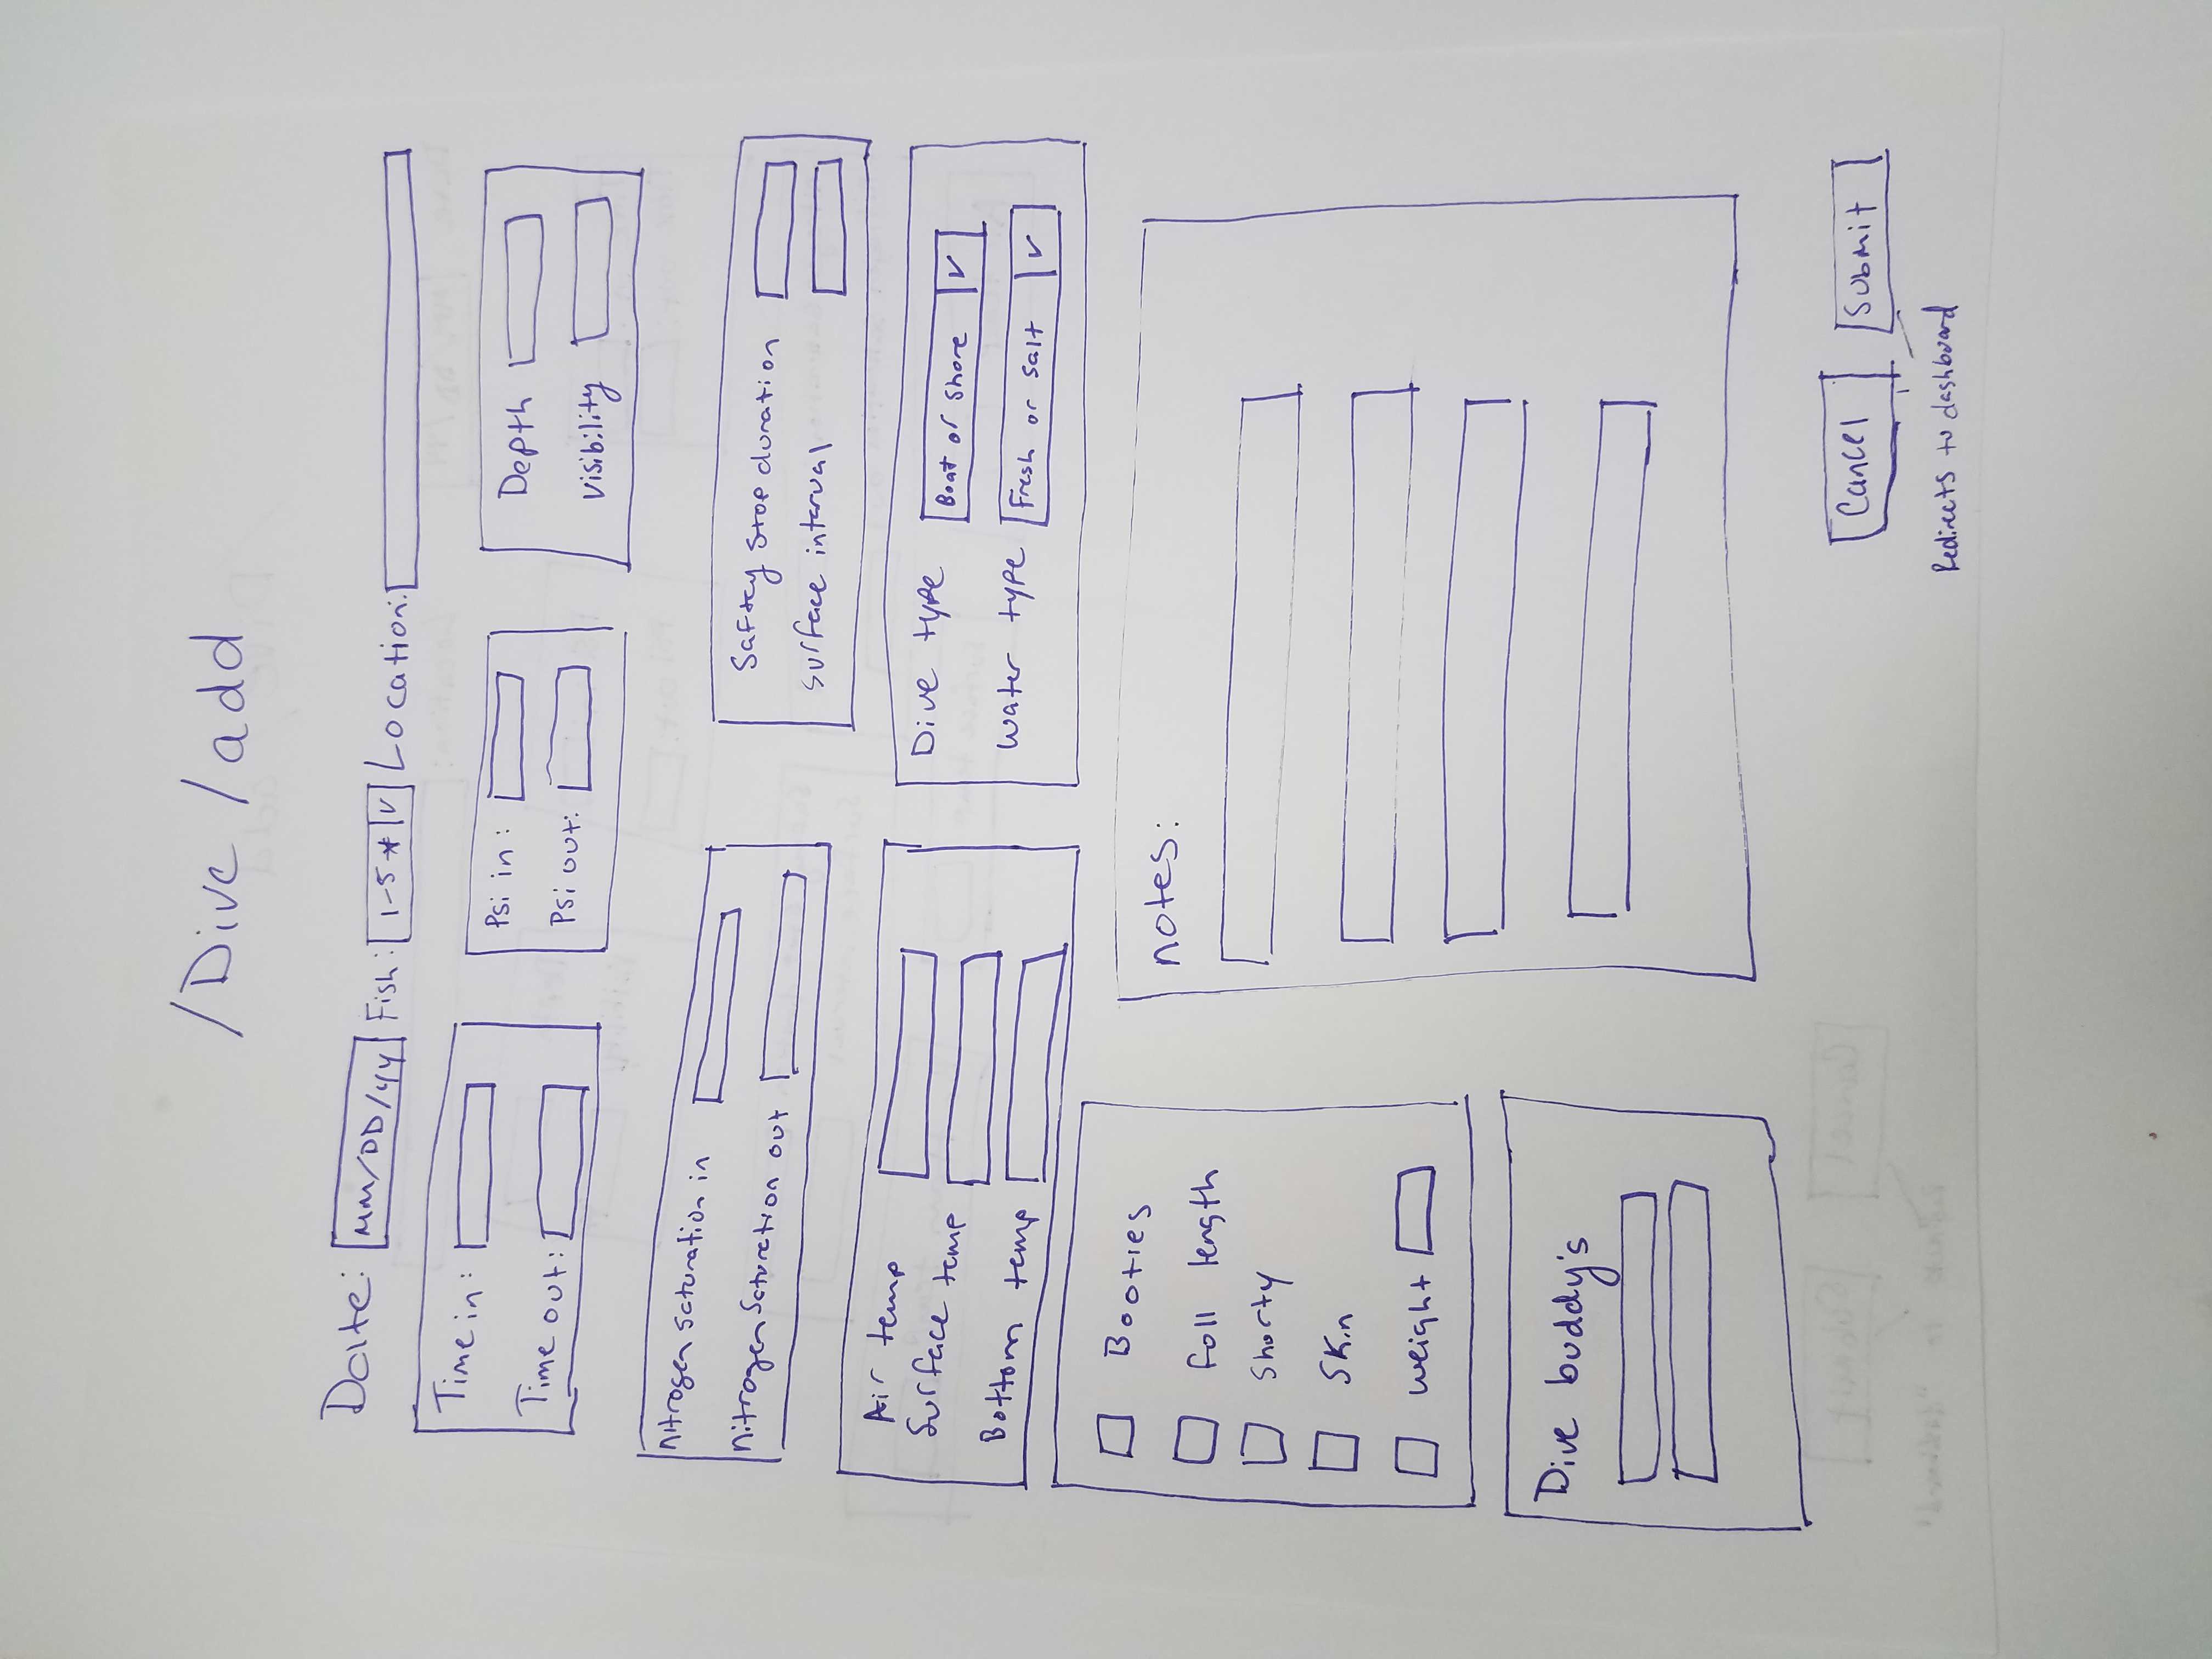 /Dive/add
Date: MM/DD/YY Fish: 1-5* V Location:
Time in:
Time out:
Psi in:
Psi out:
Depth
Visibility
nitrogen saturation in
nitrogen saturation out
Saftey stop duration
surface interval
Air temp
Surface temp
Bottom temp
Dive type Boat or shore V
Water type Fresh or salt V
Booties
foll length
shorty
skin
weight
notes:
Dive buddy's
Cancel Submit
Redirects to dashboard